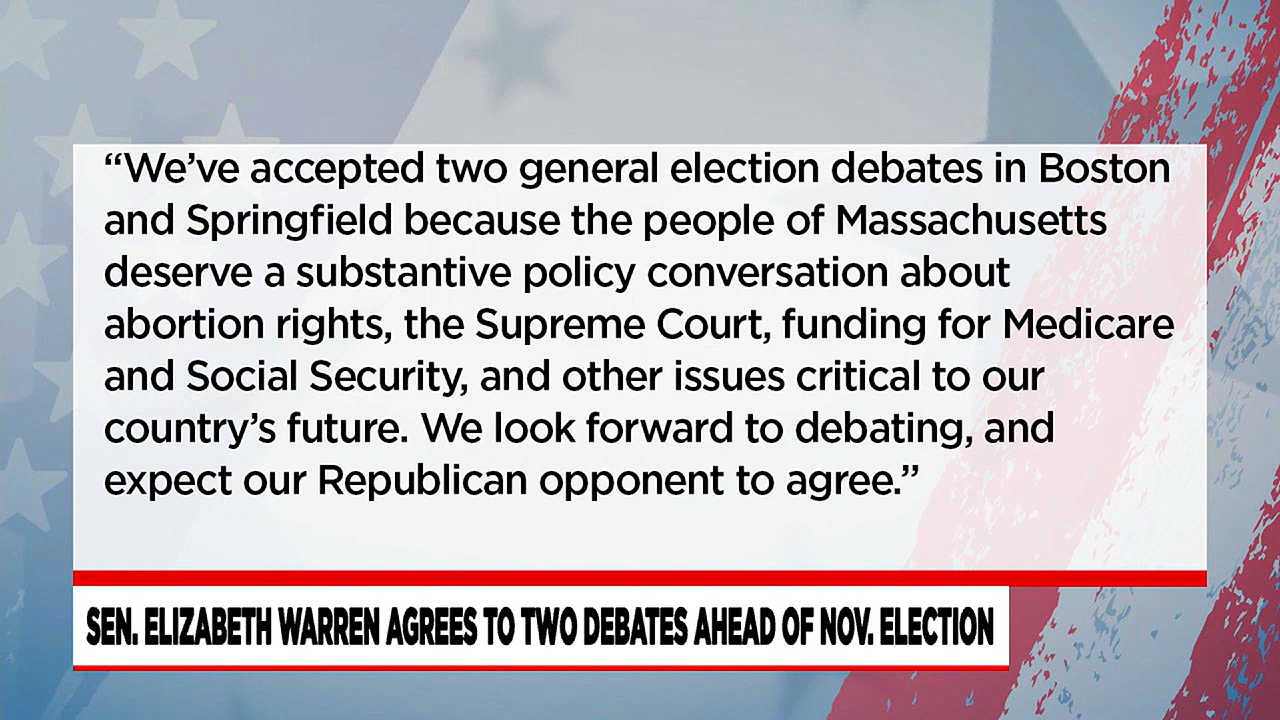 “We’ve accepted two general election debates in Boston
and Springfield because the people of Massachusetts
deserve a substantive policy conversation about
abortion rights, the Supreme Court, funding for Medicare
and Social Security, and other issues critical to our
country’s future. We look forward to debating, and
expect our Republican opponent to agree.”
SEN. ELIZABETH WARREN AGREES TO TWO DEBATES AHEAD OF NOV. ELECTION